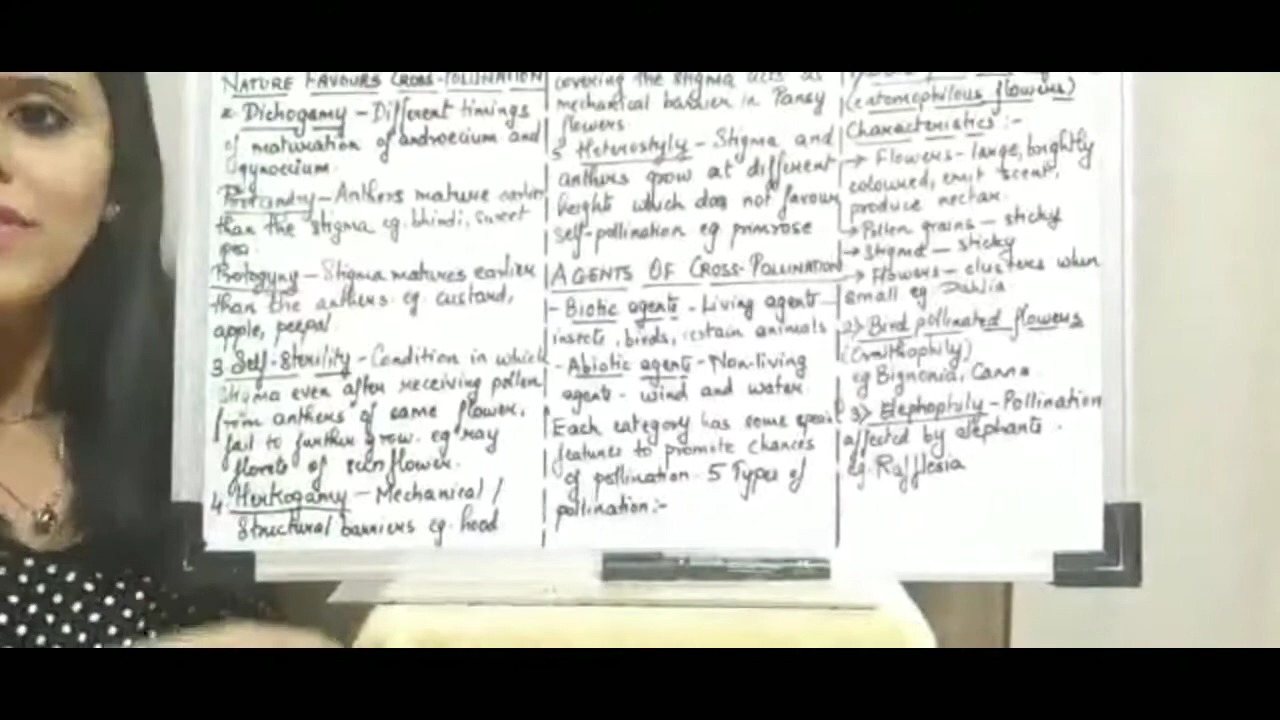 NATURE FAVOURS CROSS-POLLINATION
2. Dichogamy - Different timings
of maturation of androecium and
gynoecium.
Protandry - Anthers mature earlier
than the stigma eg. bhindi, sweet
pea
Protogyny - Stigma matures earlier
than the anthers eg. custard,
apple, peepal
3. Self-Sterility - Condition in which
stigma even after receiving pollen
from anthers of same flower,
fail to further grow. eg ray
florets of sunflower.
4. Herkogamy - Mechanical /
Structural barriers eg. hood
covering the stigma acts as
mechanical barrier in Pansy
flowers.
5 Heterostyly - Stigma and
anthers grow at different
heights which does not favour
self-pollination eg primrose
AGENTS OF CROSS-POLLINATION
- Biotic agents - Living agents
insects, birds, certain animals
- Abiotic agents - Non-living
agents - wind and water.
Each category has some special
features to promote chances
of pollination. 5 Types of
pollination:-
(entomophilous flowers)
Characteristics:-
→ Flowers - large, brightly
coloured, emit scent,
produce nectar.
→ Pollen grains - sticky
→ Stigma - sticky
→ Flowers - clusters when
small eg Dahlia
2> Bird pollinated flowers
(Ornithophily)
eg Bignonia, Canna
3> Elephophily - Pollination
affected by elephants.
eg. Rafflesia